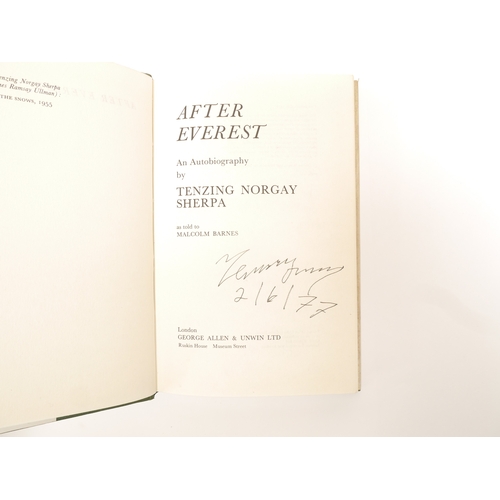 enzing Norgay Sherpa
mes Ramsay Ullman):
THE SNOWS, 1955
AFTER
EVEREST
An Autobiography
by
TENZING NORGAY
SHERPA
as told to
MALCOLM BARNES
2/6/77
London
GEORGE ALLEN & UNWIN LTD
Ruskin House Museum Street